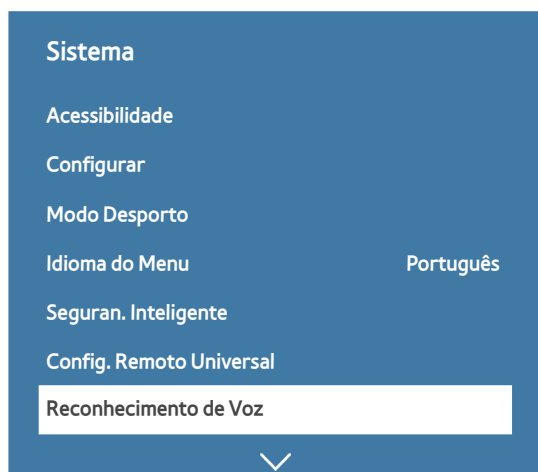 Sistema
Acessibilidade
Configurar
Modo Desporto
Idioma do Menu Português
Seguran. Inteligente
Config. Remoto Universal
Reconhecimento de Voz